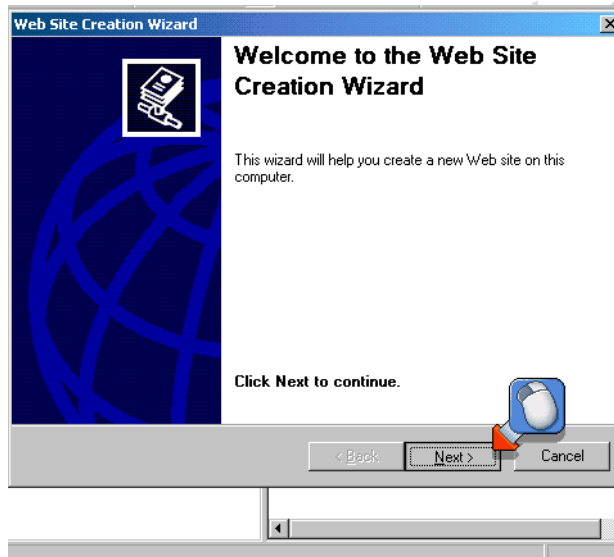 Web Site Creation Wizard
Welcome to the Web Site
Creation Wizard
This wizard will help you create a new Web site on this
computer.
Click Next to continue.
< Back
Next >
Cancel